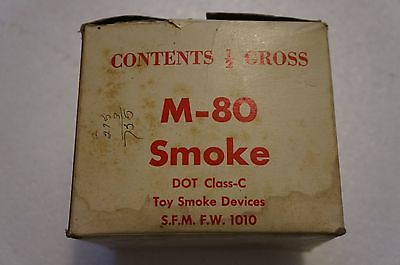 CONTENTS ½ GROSS
M-80
Smoke
DOT Class-C
Toy Smoke Devices
S.F.M. F.W. 1010